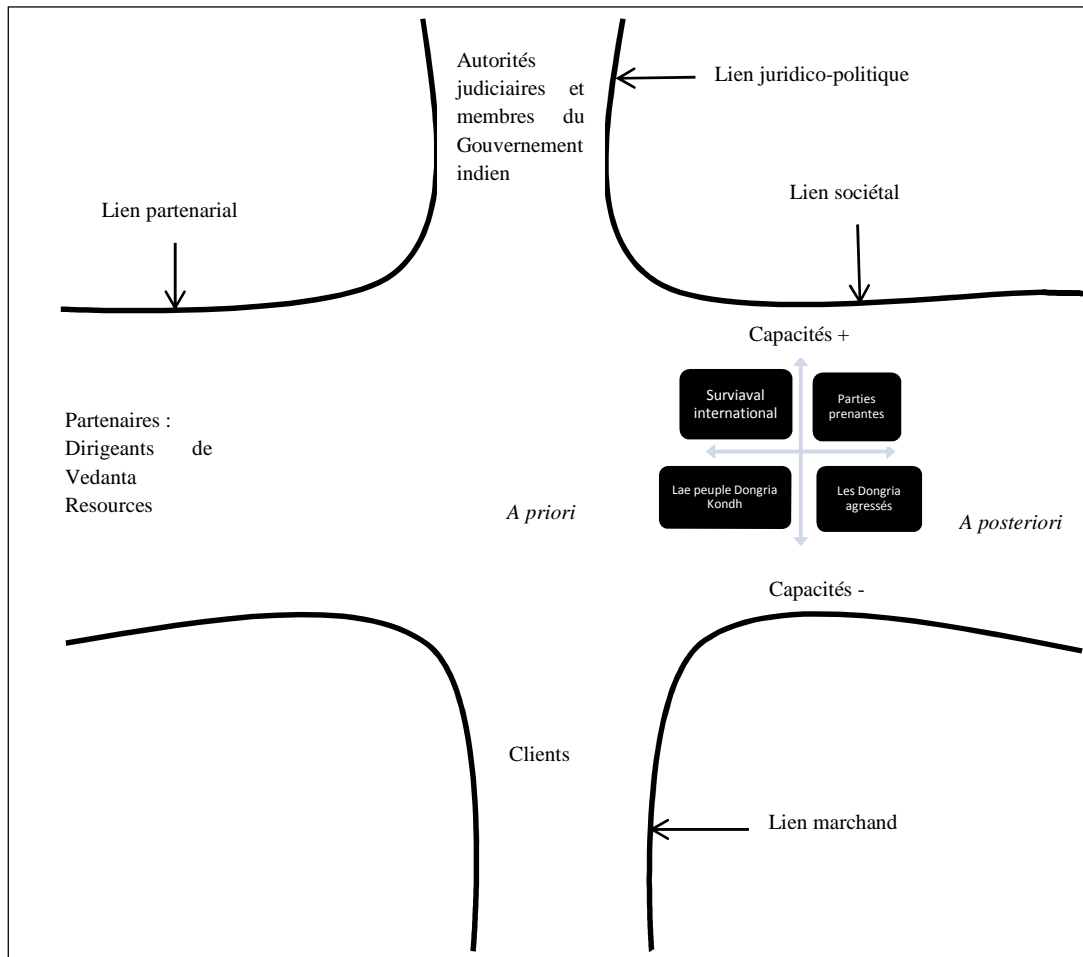 Autorités
judiciaires et
membres du
Gouvernement
indien
Lien juridico-politique
Lien partenarial
Lien sociétal
Capacités +
Surviaval
international
Parties
prenantes
Partenaires :
Dirigeants de
Vedanta
Resources
Lae peuple Dongria
Kondh
Les Dongria
agressés
A priori
A posteriori
Capacités -
Clients
Lien marchand